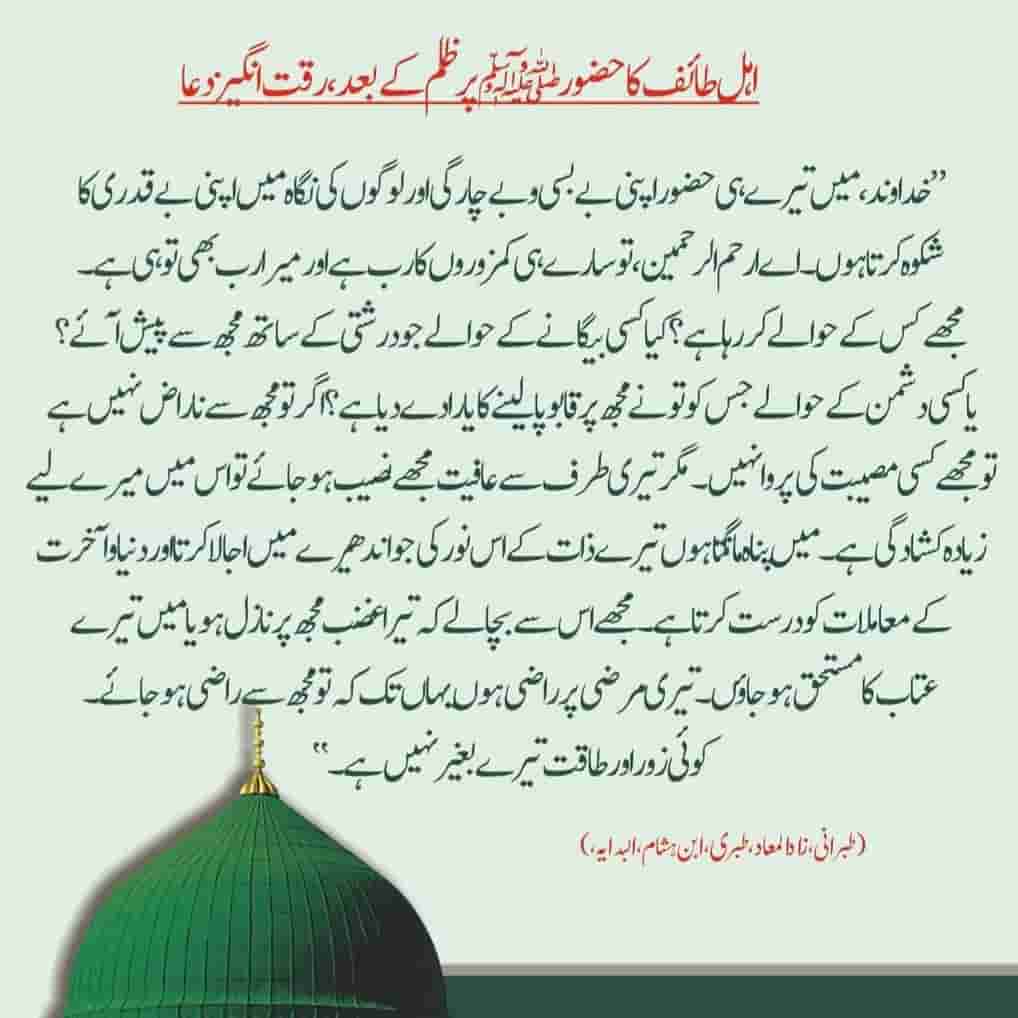 اہل طائف کا حضور ﷺ پر ظلم کے بعد، رقت انگیز دعا
”خداوند، میں تیرے ہی حضور اپنی بے بسی و بے چارگی اور لوگوں کی نگاہ میں اپنی بے قدری کا
شکوہ کرتا ہوں۔ اے ارحم الرحمین، تو سارے ہی کمزوروں کا رب ہے اور میرا رب بھی تو ہی ہے۔
مجھے کس کے حوالے کر رہا ہے؟ کیا کسی بیگانے کے حوالے جو درشتی کے ساتھ مجھ سے پیش آئے؟
یا کسی دشمن کے حوالے جس کو تو نے مجھ پر قابو پالینے کا یارا دے دیا ہے؟ اگر تو مجھ سے ناراض نہیں ہے
تو مجھے کسی مصیبت کی پروا نہیں۔ مگر تیری طرف سے عافیت مجھے نصیب ہو جائے تو اس میں میرے لیے
زیادہ کشادگی ہے۔ میں پناہ مانگتا ہوں تیرے ذات کے اس نور کی جو اندھیرے میں اجالا کرتا اور دنیا و آخرت
کے معاملات کو درست کرتا ہے۔ مجھے اس سے بچالے کہ تیرا غضب مجھ پر نازل ہو یا میں تیرے
عتاب کا مستحق ہو جاؤں۔ تیری مرضی پر راضی ہوں یہاں تک کہ تو مجھ سے راضی ہو جائے۔
کوئی زور اور طاقت تیرے بغیر نہیں ہے۔“
(طبرانی، زادالمعاد، طبری، ابن ہشام، البدایہ،)